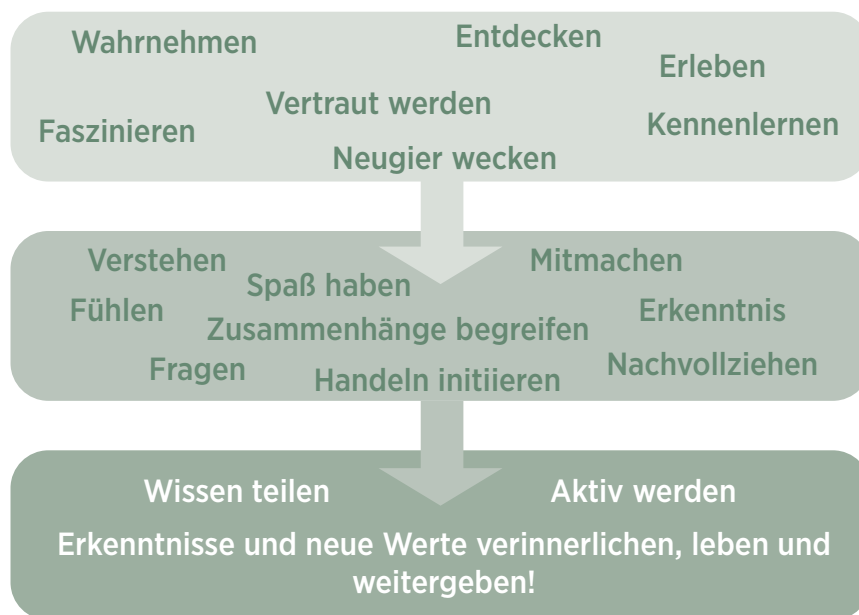 Wahrnehmen
Entdecken
Erleben
Vertraut werden
Faszinieren
Kennenlernen
Neugier wecken
Verstehen
Mitmachen
Spaß haben
Fühlen
Erkenntnis
Zusammenhänge begreifen
Fragen
Nachvollziehen
Handeln initiieren
Wissen teilen
Aktiv werden
Erkenntnisse und neue Werte verinnerlichen, leben und
weitergeben!